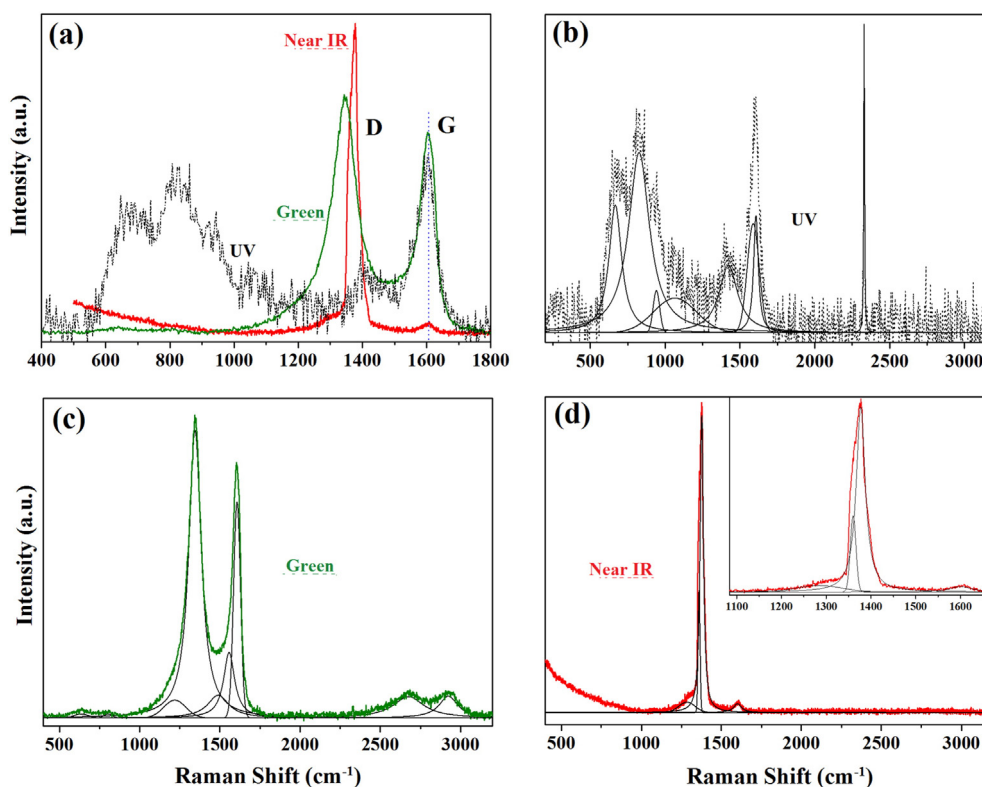 (a)
Near IR
D
G
Green
UV
Intensity (a.u.)
400 600 800 1000 1200 1400 1600 1800
(b)
UV
500 1000 1500 2000 2500 3000
(c)
Green
Intensity (a.u.)
500 1000 1500 2000 2500 3000
Raman Shift (cm⁻¹)
(d)
Near IR
1100 1200 1300 1400 1500 1600
500 1000 1500 2000 2500 3000
Raman Shift (cm⁻¹)